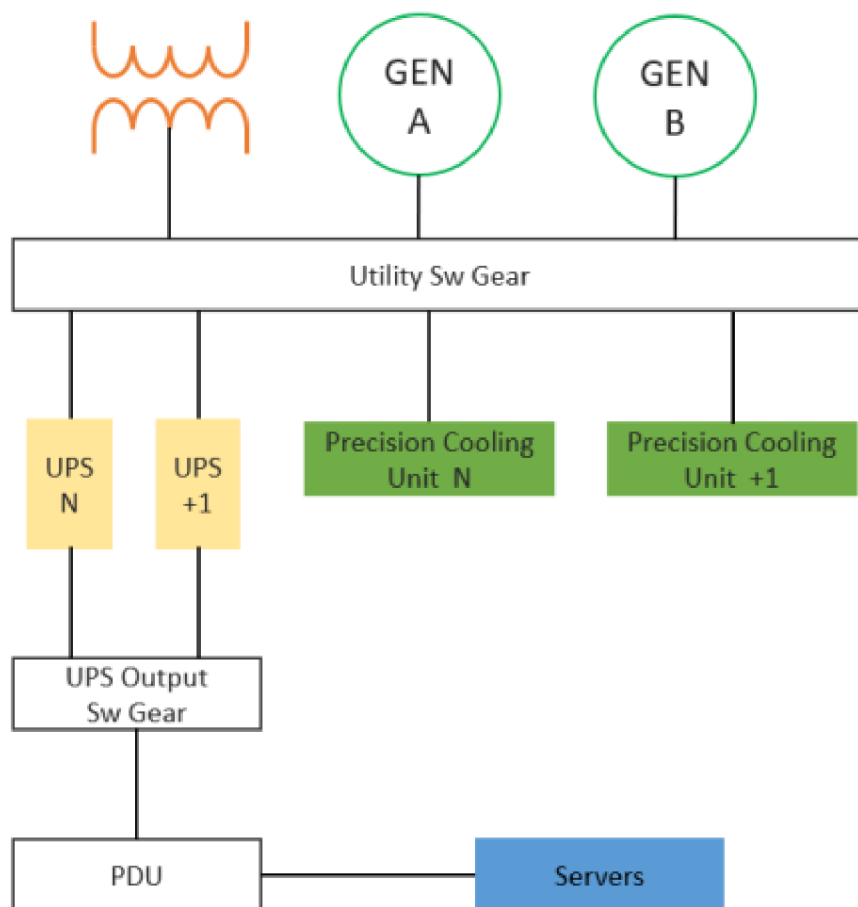 GEN
A
GEN
B
Utility Sw Gear
UPS
N
UPS
+1
Precision Cooling
Unit N
Precision Cooling
Unit +1
UPS Output
Sw Gear
PDU
Servers